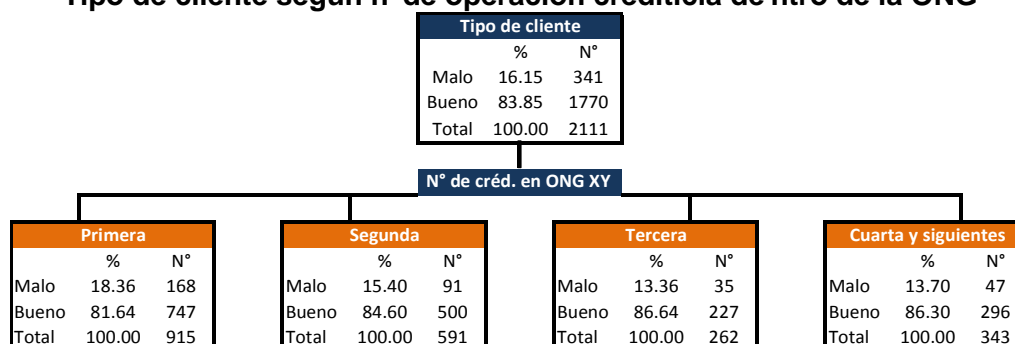 Tipo de cliente según n° de operación crediticia de ntro de la ONG
Tipo de cliente
% N°
Malo 16.15 341
Bueno 83.85 1770
Total 100.00 2111
N° de créd. en ONG XY
Primera
% N°
Malo 18.36 168
Bueno 81.64 747
Total 100.00 915
Segunda
% N°
Malo 15.40 91
Bueno 84.60 500
Total 100.00 591
Tercera
% N°
Malo 13.36 35
Bueno 86.64 227
Total 100.00 262
Cuarta y siguientes
% N°
Malo 13.70 47
Bueno 86.30 296
Total 100.00 343